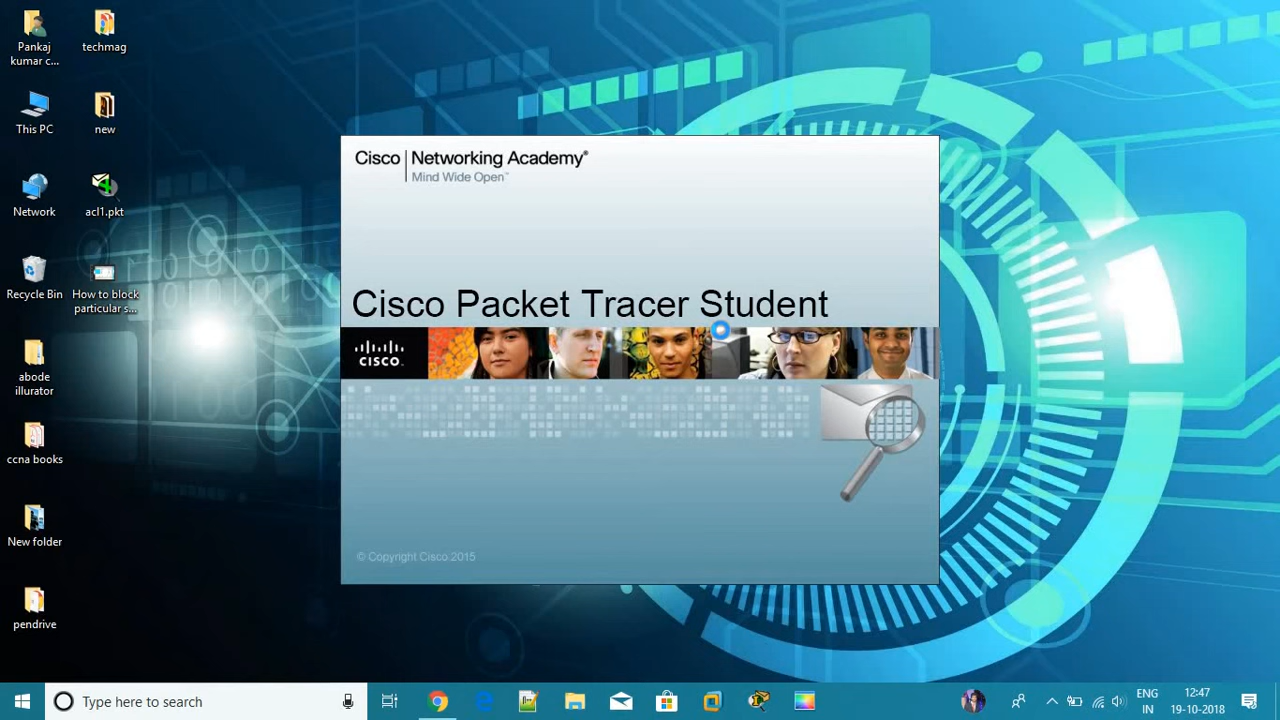 Pankaj
kumar c...
techmag
This PC
new
Network
acl1.pkt
Recycle Bin
How to block
particular s...
abode
illurator
ccna books
New folder
pendrive
Cisco Networking Academy®
Mind Wide Open™
Cisco Packet Tracer Student
CISCO.
© Copyright Cisco 2015
Type here to search
ENG
IN
12:47
19-10-2018